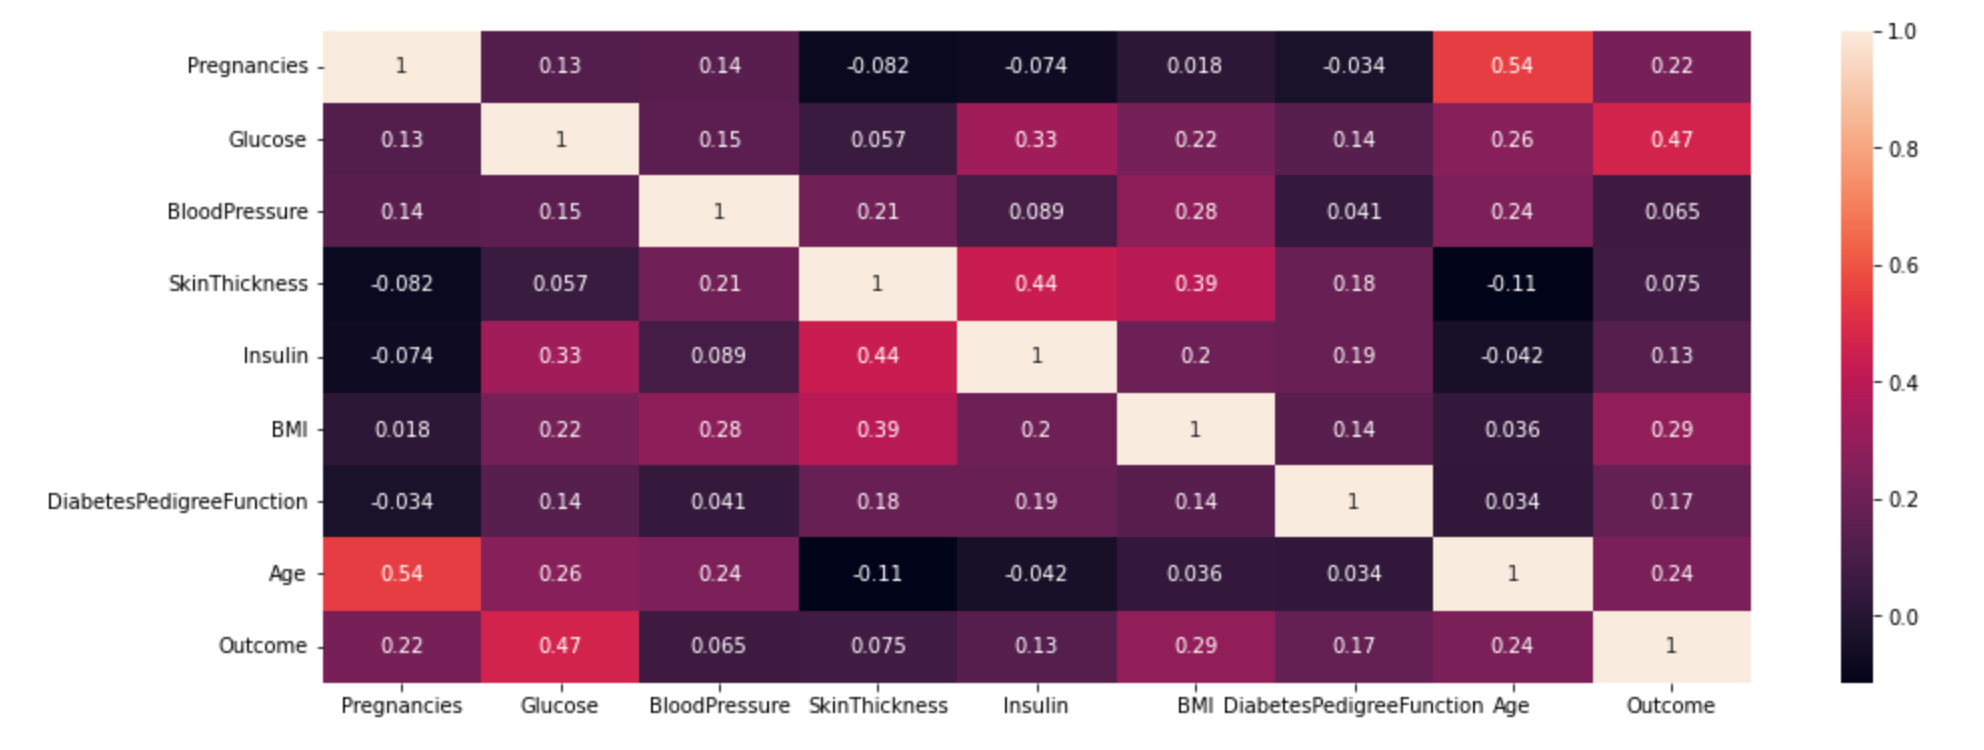 1.0
Pregnancies 1 0.13 0.14 -0.082 -0.074 0.018 -0.034 0.54 0.22
Glucose 0.13 1 0.15 0.057 0.33 0.22 0.14 0.26 0.47
0.8
BloodPressure 0.14 0.15 1 0.21 0.089 0.28 0.041 0.24 0.065
0.6
SkinThickness -0.082 0.057 0.21 1 0.44 0.39 0.18 -0.11 0.075
Insulin -0.074 0.33 0.089 0.44 1 0.2 0.19 -0.042 0.13
0.4
BMI 0.018 0.22 0.28 0.39 0.2 1 0.14 0.036 0.29
DiabetesPedigreeFunction -0.034 0.14 0.041 0.18 0.19 0.14 1 0.034 0.17
0.2
Age 0.54 0.26 0.24 -0.11 -0.042 0.036 0.034 1 0.24
0.0
Outcome 0.22 0.47 0.065 0.075 0.13 0.29 0.17 0.24 1
Pregnancies Glucose BloodPressure SkinThickness Insulin BMI DiabetesPedigreeFunction Age Outcome